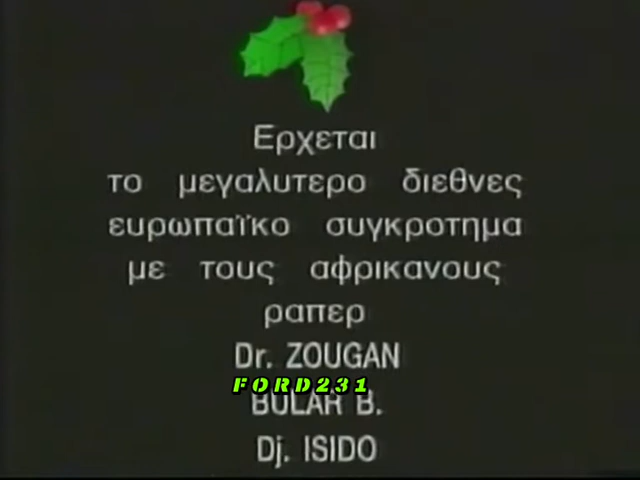 Ερχεται
το μεγαλυτερο διεθνες
ευρωπαϊκο συγκροτημα
με τους αφρικανους
ραπερ
Dr. ZOUGAN
FORD231
BULAR B.
Dj. ISIDO